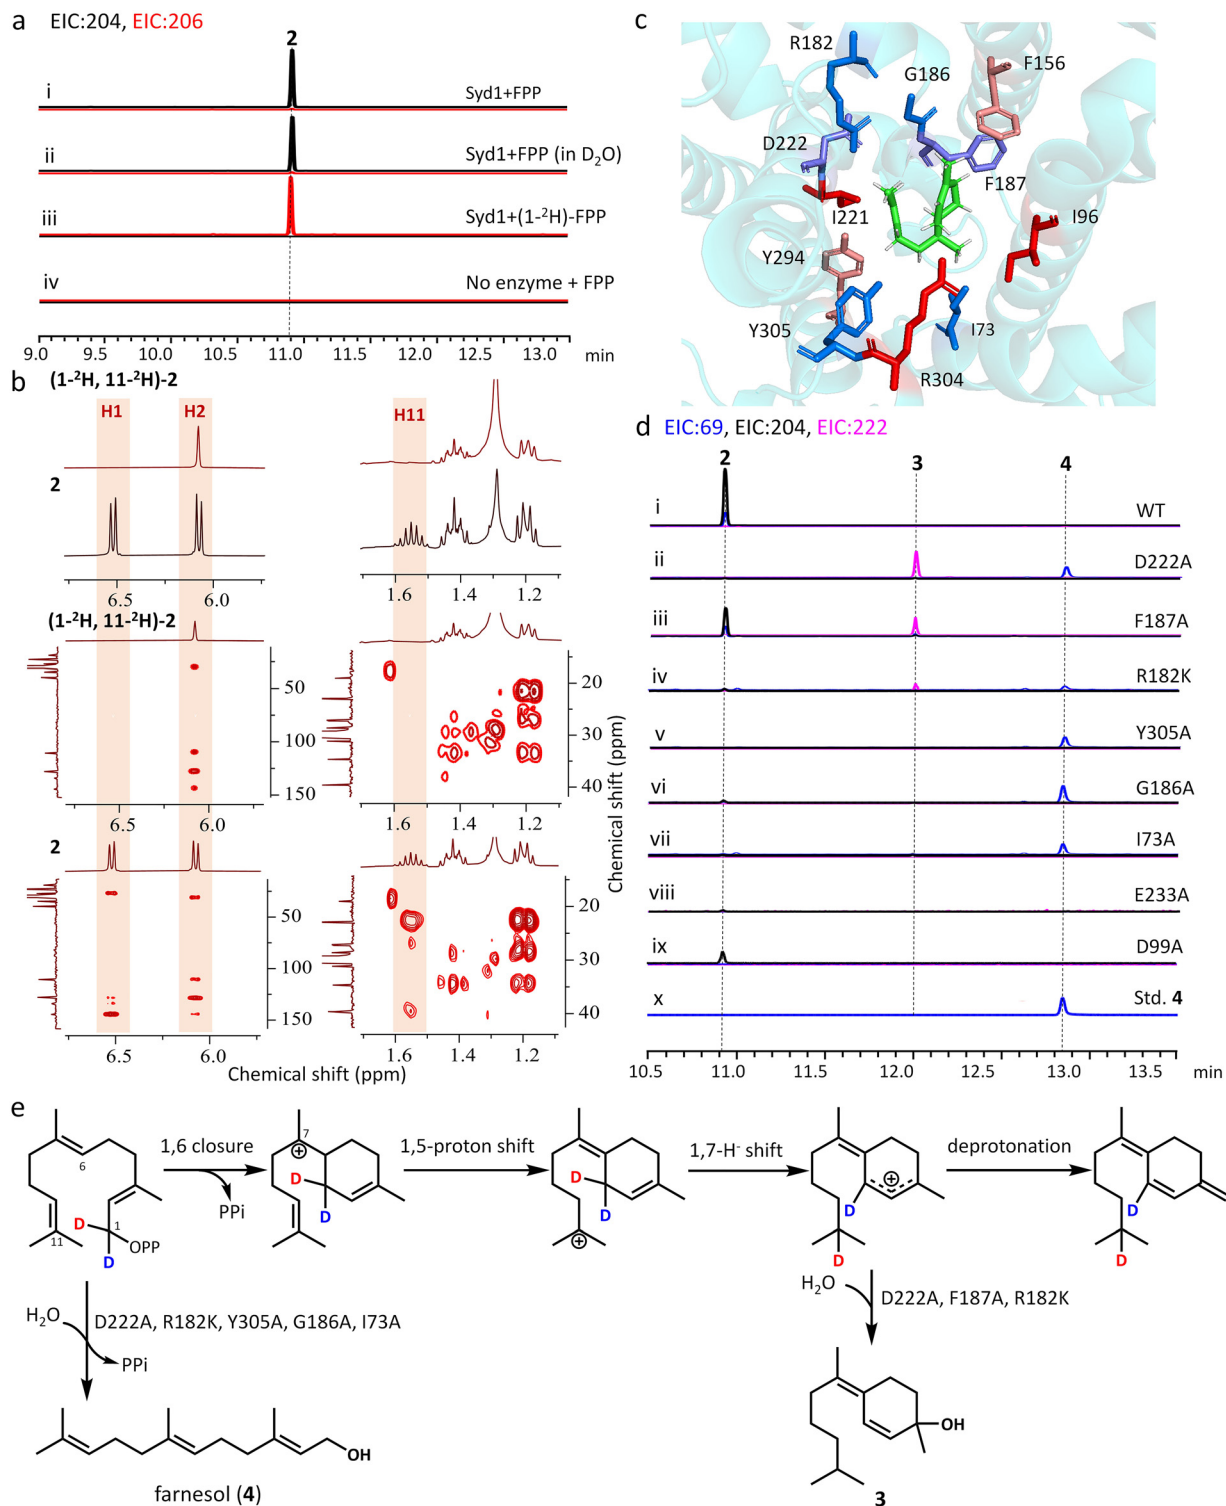 a
EIC:204, EIC:206
2
i
Syd1+FPP
ii
Syd1+FPP (in D₂O)
iii
Syd1+(1-²H)-FPP
iv
No enzyme + FPP
9.0 9.5 10.0 10.5 11.0 11.5 12.0 12.5 13.0 min
b
(1-²H, 11-²H)-2
H1 H2 H11
2
6.5 6.0 1.6 1.4 1.2
(1-²H, 11-²H)-2
50
100
150
20
30
40
6.5 6.0 1.6 1.4 1.2
2
50
100
150
20
30
40
6.5 6.0 1.6 1.4 1.2
Chemical shift (ppm)
Chemical shift (ppm)
c
R182
G186
F156
D222
F187
I221
I96
Y294
Y305
I73
R304
d
EIC:69, EIC:204, EIC:222
2 3 4
i WT
ii D222A
iii F187A
iv R182K
v Y305A
vi G186A
vii I73A
viii E233A
ix D99A
x Std. 4
10.5 11.0 11.5 12.0 12.5 13.0 13.5 min
e
6
D
1
11
OPP
D
1,6 closure
PPi
7
⊕
D
D
1,5-proton shift
D
D
⊕
1,7-H⁻ shift
⊕
D
D
deprotonation
D
D
H₂O
D222A, R182K, Y305A, G186A, I73A
PPi
OH
farnesol (4)
H₂O
D222A, F187A, R182K
OH
3